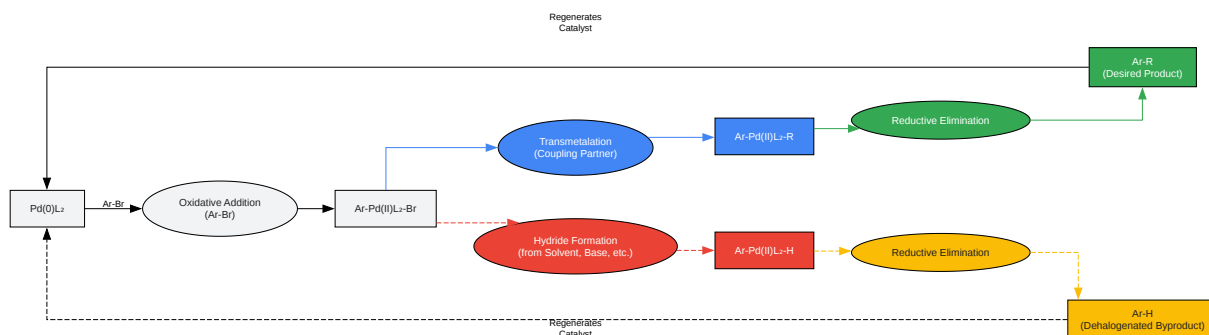 Regenerates
Catalyst
Ar-R
(Desired Product)
Transmetalation
(Coupling Partner)
Ar-Pd(II)L₂-R
Reductive Elimination
Pd(0)L₂
Ar-Br
Oxidative Addition
(Ar-Br)
Ar-Pd(II)L₂-Br
Hydride Formation
(from Solvent, Base, etc.)
Ar-Pd(II)L₂-H
Reductive Elimination
Ar-H
(Dehalogenated Byproduct)
Regenerates
Catalyst